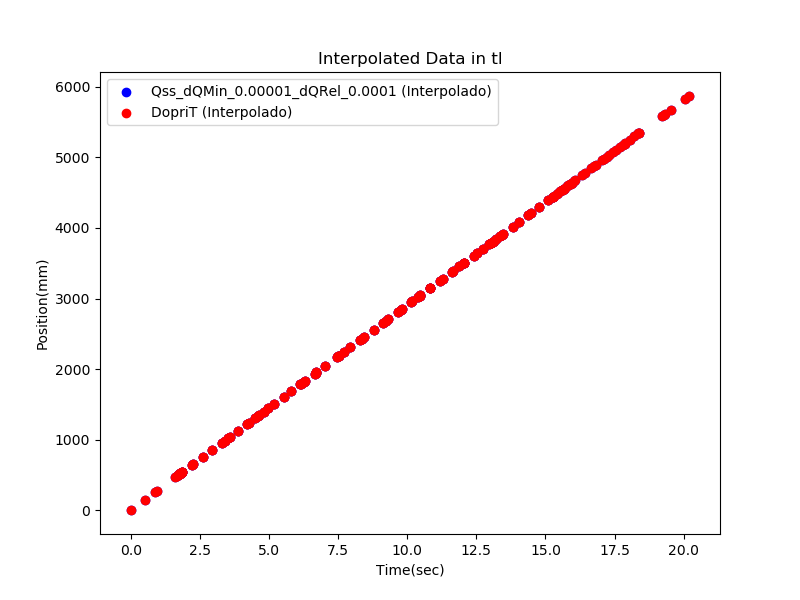 Interpolated Data in tl
Qss_dQMin_0.00001_dQRel_0.0001 (Interpolado)
DopriT (Interpolado)
6000
5000
4000
3000
2000
1000
0
Position(mm)
0.0 2.5 5.0 7.5 10.0 12.5 15.0 17.5 20.0
Time(sec)